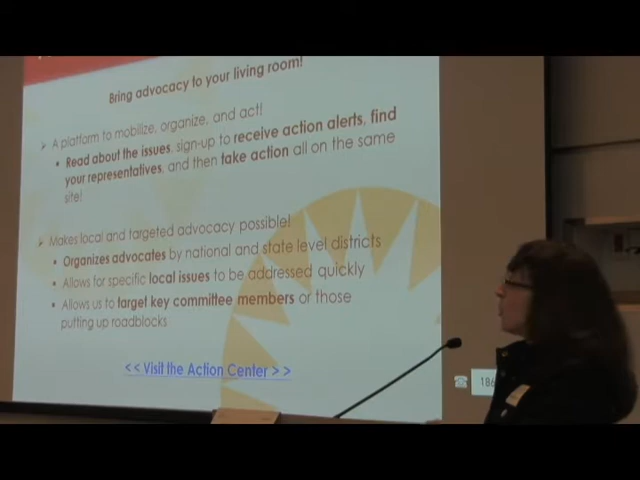 Bring advocacy to your living room!
➢ A platform to mobilize, organize, and act!
• Read about the issues, sign-up to receive action alerts, find
your representatives, and then take action all on the same
site!
➢ Makes local and targeted advocacy possible!
• Organizes advocates by national and state level districts
• Allows for specific local issues to be addressed quickly
• Allows us to target key committee members or those
putting up roadblocks
<< Visit the Action Center >>